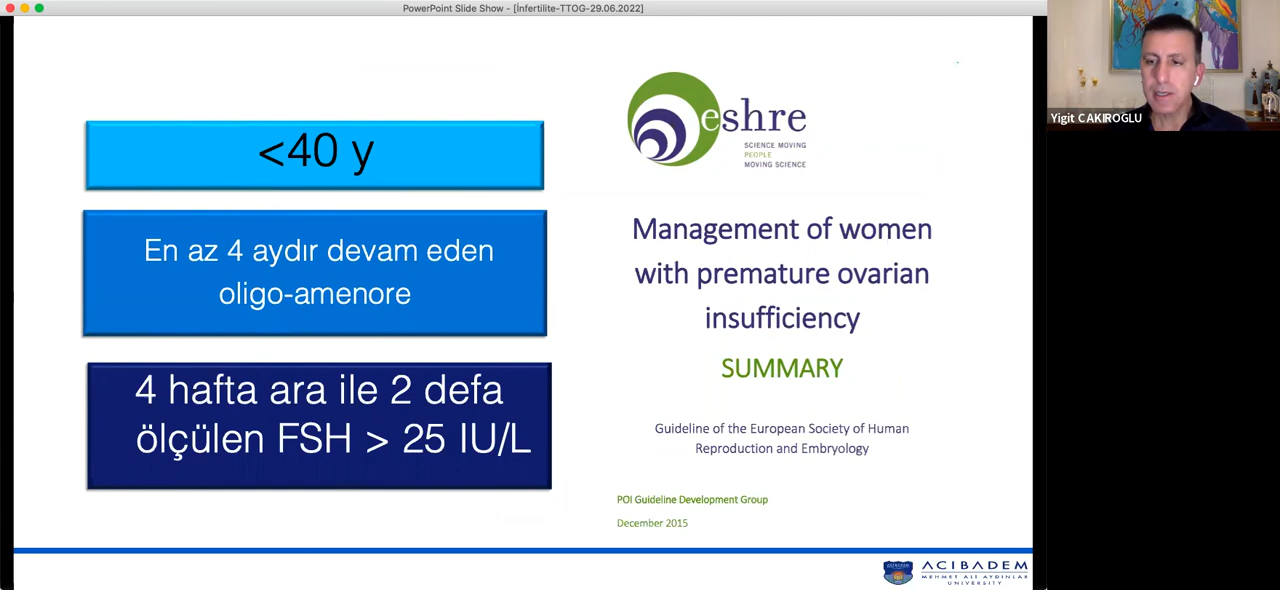 PowerPoint Slide Show - [İnfertilite-TTOG-29.06.2022]
<40 y
En az 4 aydır devam eden
oligo-amenore
4 hafta ara ile 2 defa
ölçülen FSH > 25 IU/L
eshre
SCIENCE MOVING
PEOPLE
MOVING SCIENCE
Management of women
with premature ovarian
insufficiency
SUMMARY
Guideline of the European Society of Human
Reproduction and Embryology
POI Guideline Development Group
December 2015
ACIBADEM
MEHMET ALİ AYDINLAR
UNIVERSITY
Yigit CAKIROGLU